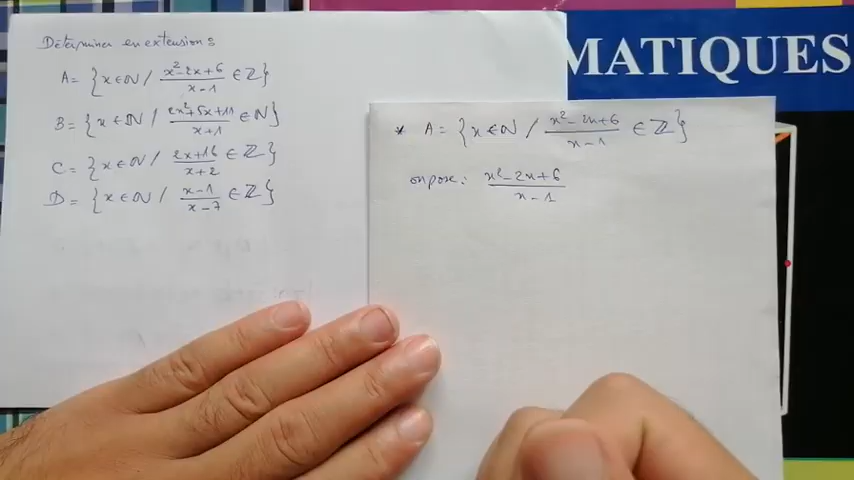 Déterminer en extension :
A = { x ∈ ℕ / (x² - 2x + 6)/(x - 1) ∈ ℤ }
B = { x ∈ ℕ / (2x² + 5x + 11)/(x + 1) ∈ ℕ }
C = { x ∈ ℕ / (2x + 16)/(x + 2) ∈ ℤ }
D = { x ∈ ℕ / (x - 1)/(x - 7) ∈ ℤ }
MATIQUES
* A = { x ∈ ℕ / (x² - 2x + 6)/(x - 1) ∈ ℤ }
on pose : (x² - 2x + 6)/(x - 1)